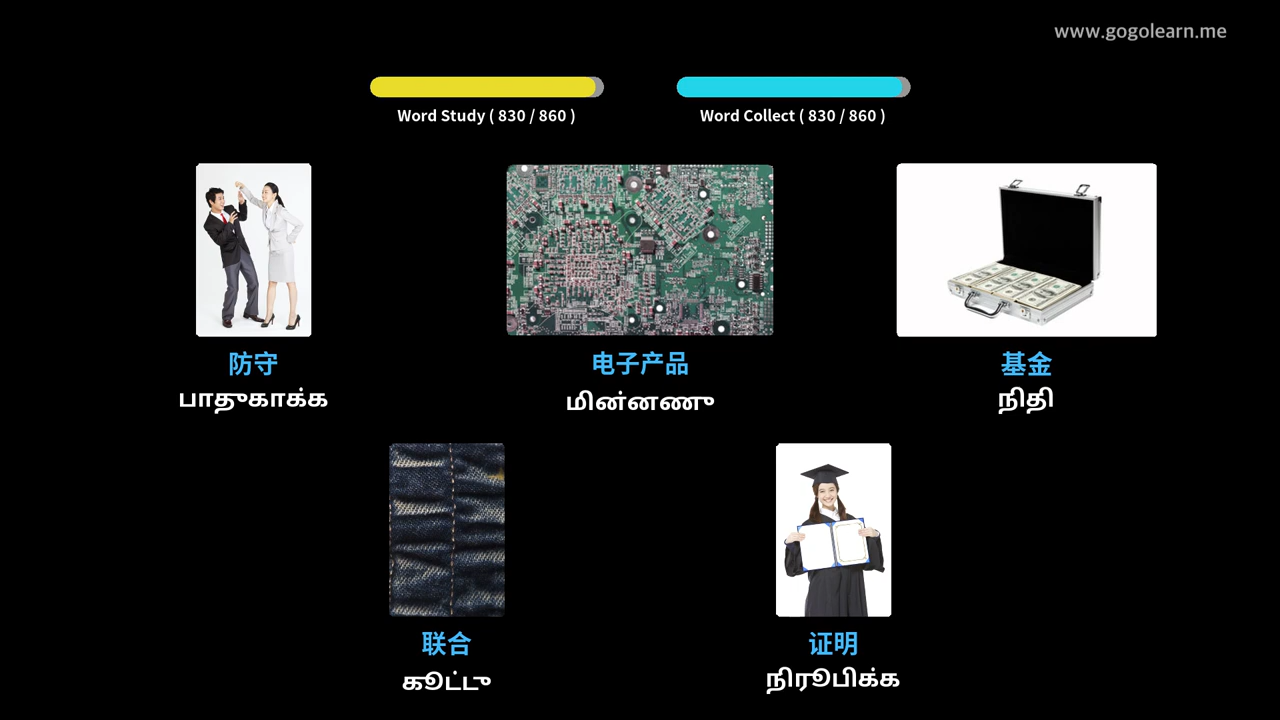 www.gogolearn.me
Word Study ( 830 / 860 )
Word Collect ( 830 / 860 )
防守
பாதுகாக்க
电子产品
மின்னணு
基金
நிதி
联合
கூட்டு
证明
நிரூபிக்க